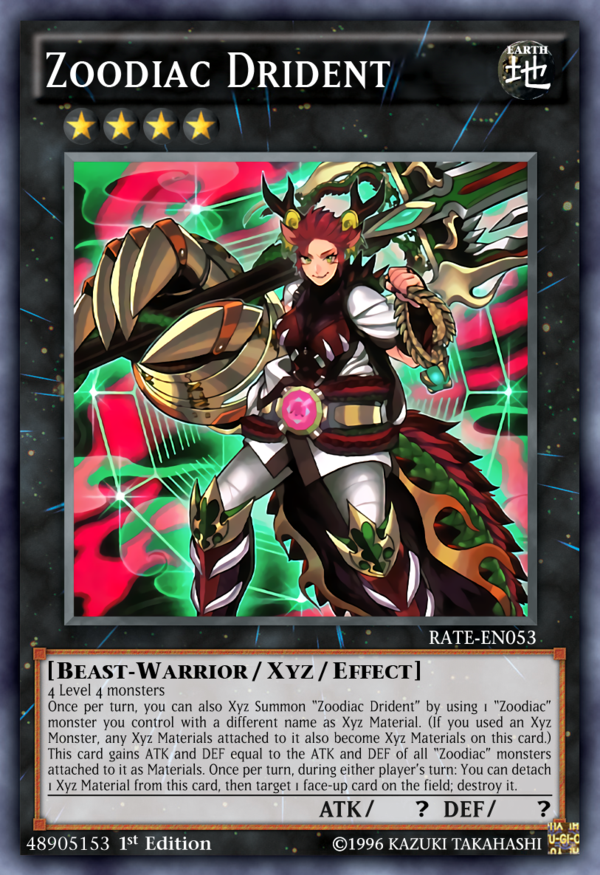 ZOODIAC DRIDENT
EARTH
地
RATE-EN053
[BEAST-WARRIOR / XYZ / EFFECT]
4 Level 4 monsters
Once per turn, you can also Xyz Summon "Zoodiac Drident" by using 1 "Zoodiac"
monster you control with a different name as Xyz Material. (If you used an Xyz
Monster, any Xyz Materials attached to it also become Xyz Materials on this card.)
This card gains ATK and DEF equal to the ATK and DEF of all "Zoodiac" monsters
attached to it as Materials. Once per turn, during either player's turn: You can detach
1 Xyz Material from this card, then target 1 face-up card on the field; destroy it.
ATK/ ? DEF/ ?
48905153 1st Edition ©1996 KAZUKI TAKAHASHI